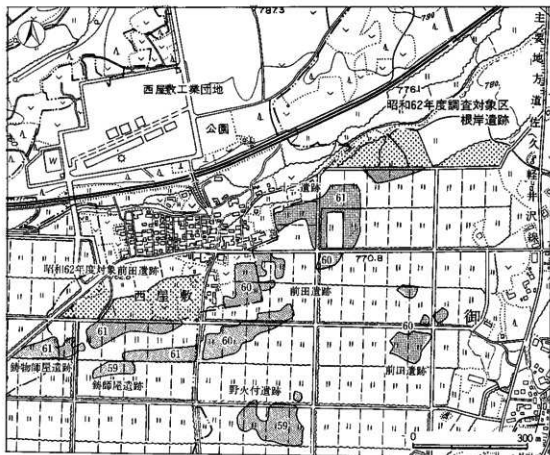 787.3
780
西屋敷工業団地
公園
776.1
780
昭和62年度調査対象区
根岸遺跡
主要地方道佐久軽井沢線
W
遺跡
61
昭和62年度対象前田遺跡
60
770.8
西屋敷
60
前田遺跡
60
御
61
61
60
61
鋳物師屋遺跡
59
鋳師屋遺跡
野火付遺跡
前田遺跡
59
0
300m